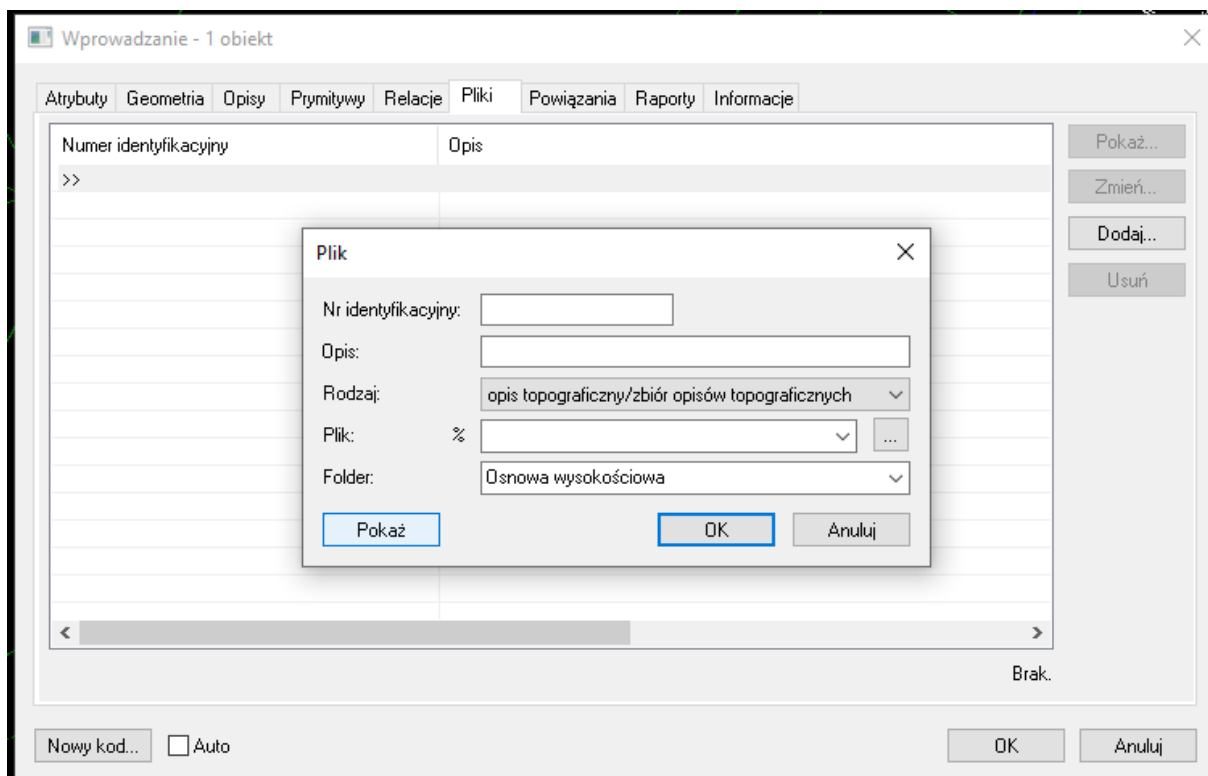 Wprowadzanie - 1 obiekt
Atrybuty Geometria Opisy Prymitywy Relacje Pliki Powiązania Raporty Informacje
Numer identyfikacyjny Opis
>>
Pokaż...
Zmień...
Dodaj...
Usuń
Plik
Nr identyfikacyjny:
Opis:
Rodzaj: opis topograficzny/zbiór opisów topograficznych
Plik: % ...
Folder: Osnowa wysokościowa
Pokaż OK Anuluj
Brak.
Nowy kod... Auto OK Anuluj